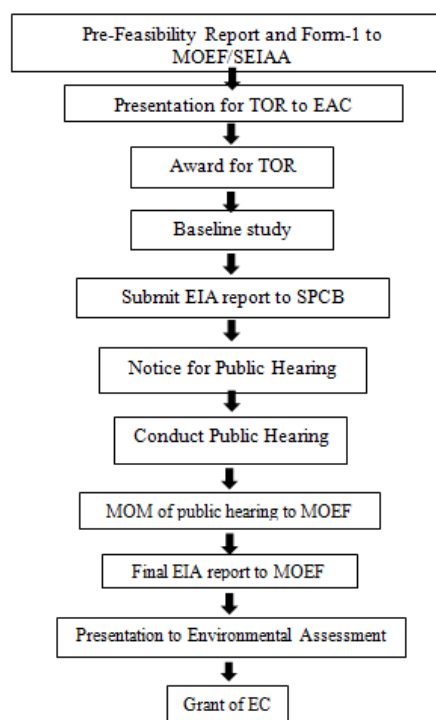 Pre-Feasibility Report and Form-1 to
MOEF/SEIAA
Presentation for TOR to EAC
Award for TOR
Baseline study
Submit EIA report to SPCB
Notice for Public Hearing
Conduct Public Hearing
MOM of public hearing to MOEF
Final EIA report to MOEF
Presentation to Environmental Assessment
Grant of EC